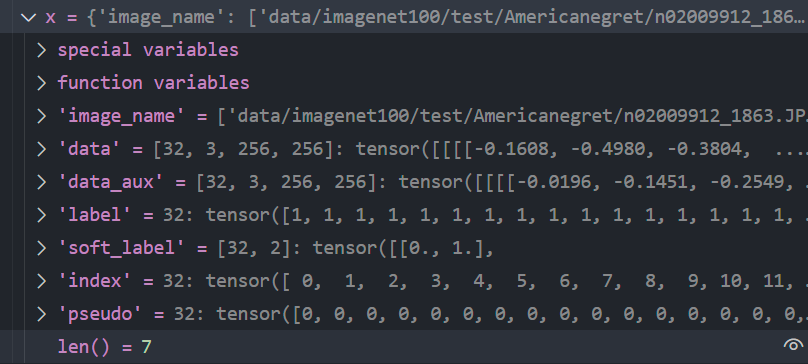 x = {'image_name': ['data/imagenet100/test/Americanegret/n02009912_186…
special variables
function variables
'image_name' = ['data/imagenet100/test/Americanegret/n02009912_1863.JP…
'data' = [32, 3, 256, 256]: tensor([[[[-0.1608, -0.4980, -0.3804,  ....
'data_aux' = [32, 3, 256, 256]: tensor([[[[-0.0196, -0.1451, -0.2549, …
'label' = 32: tensor([1, 1, 1, 1, 1, 1, 1, 1, 1, 1, 1, 1, 1, 1, 1, 1, …
'soft_label' = [32, 2]: tensor([[0., 1.],
'index' = 32: tensor([ 0,  1,  2,  3,  4,  5,  6,  7,  8,  9, 10, 11, …
'pseudo' = 32: tensor([0, 0, 0, 0, 0, 0, 0, 0, 0, 0, 0, 0, 0, 0, 0, 0,…
len() = 7